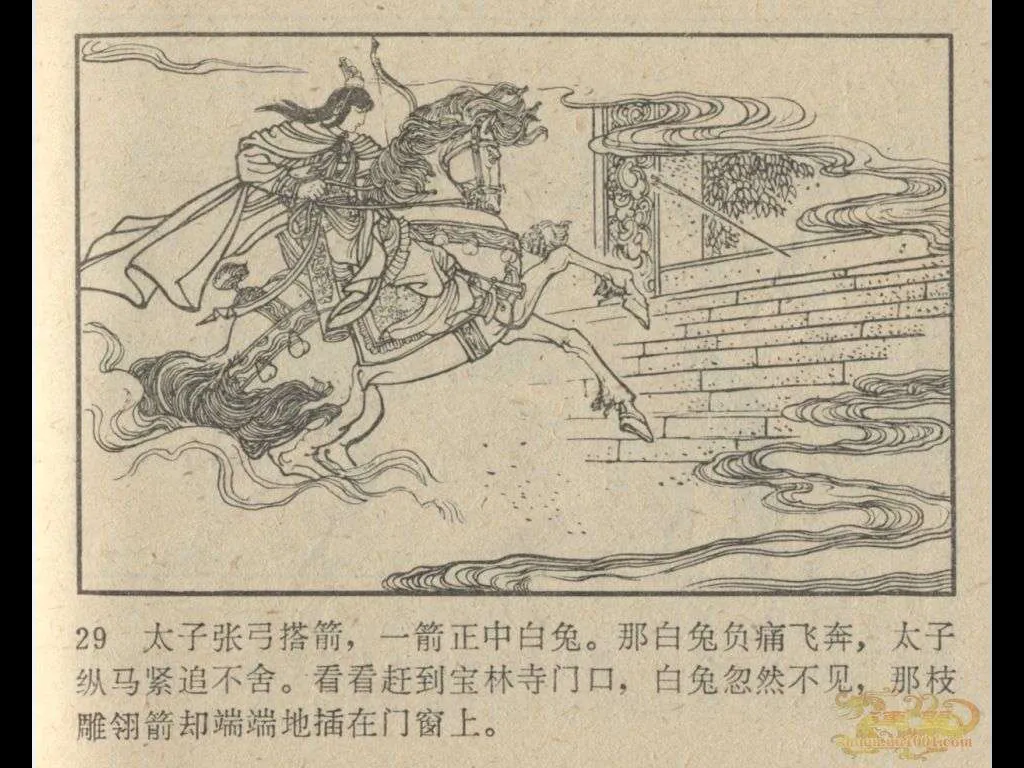 29 太子张弓搭箭，一箭正中白兔。那白兔负痛飞奔，太子
纵马紧追不舍。看看赶到宝林寺门口，白兔忽然不见，那枝
雕翎箭却端端地插在门窗上。